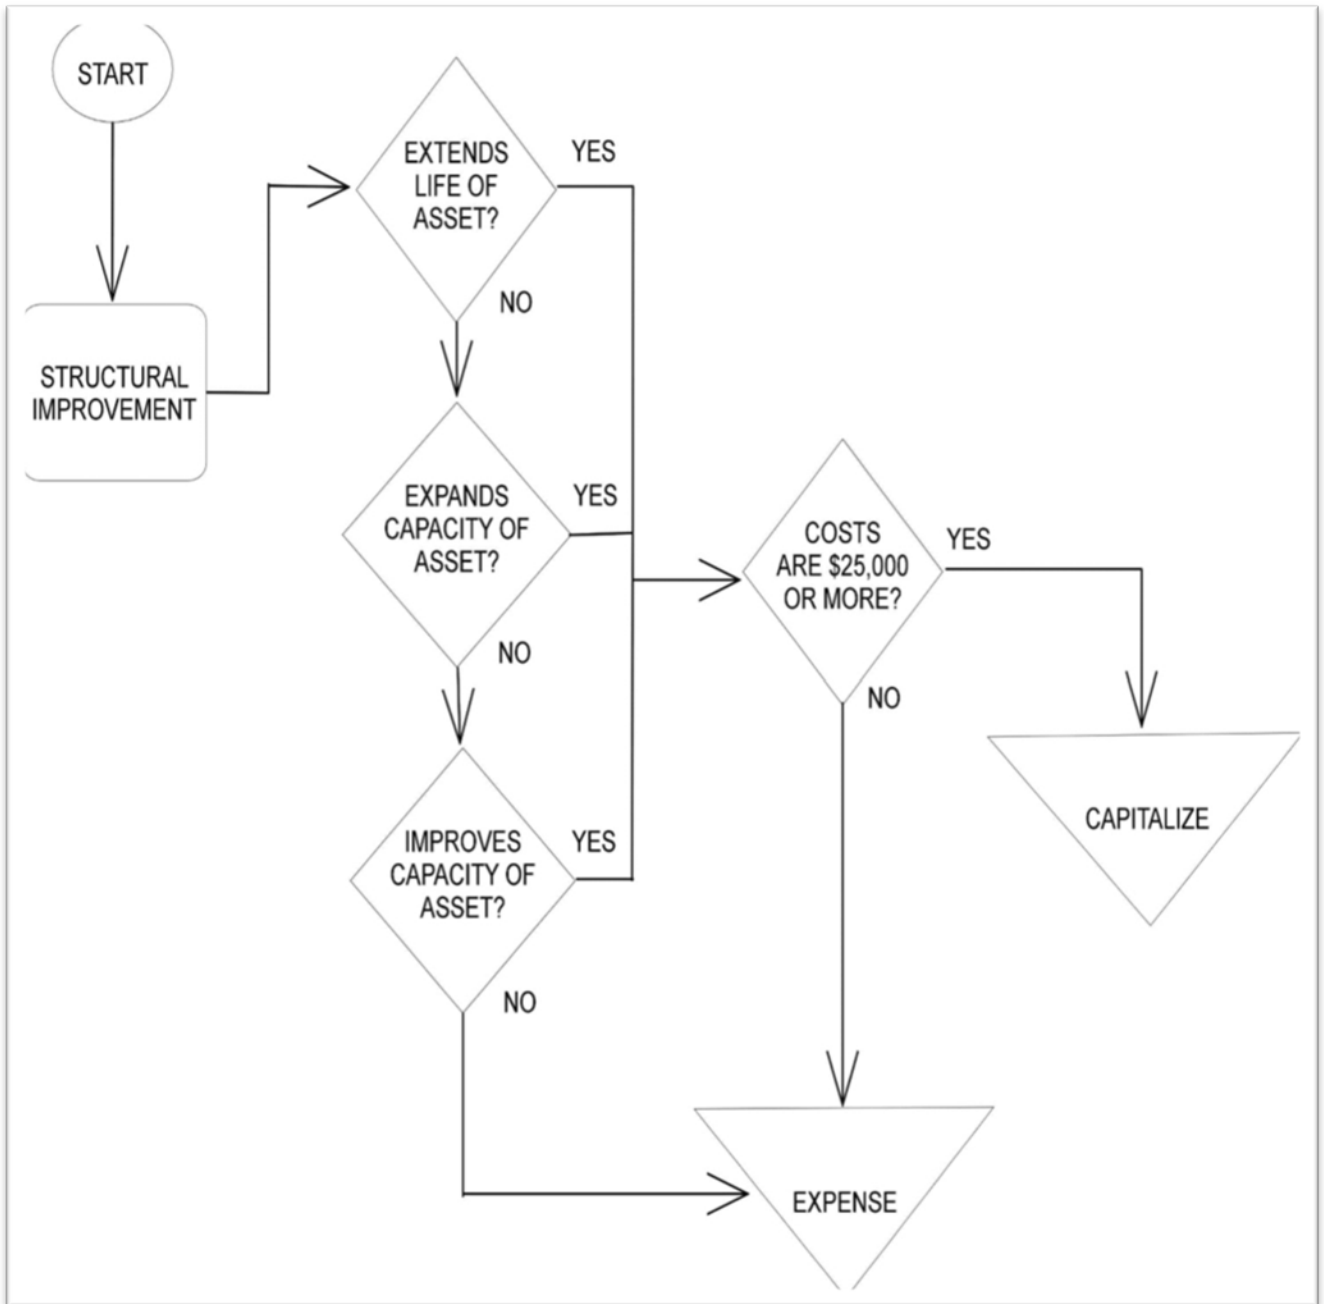 START
STRUCTURAL
IMPROVEMENT
EXTENDS
LIFE OF
ASSET?
YES
NO
EXPANDS
CAPACITY OF
ASSET?
YES
NO
IMPROVES
CAPACITY OF
ASSET?
YES
NO
COSTS
ARE $25,000
OR MORE?
YES
NO
CAPITALIZE
EXPENSE